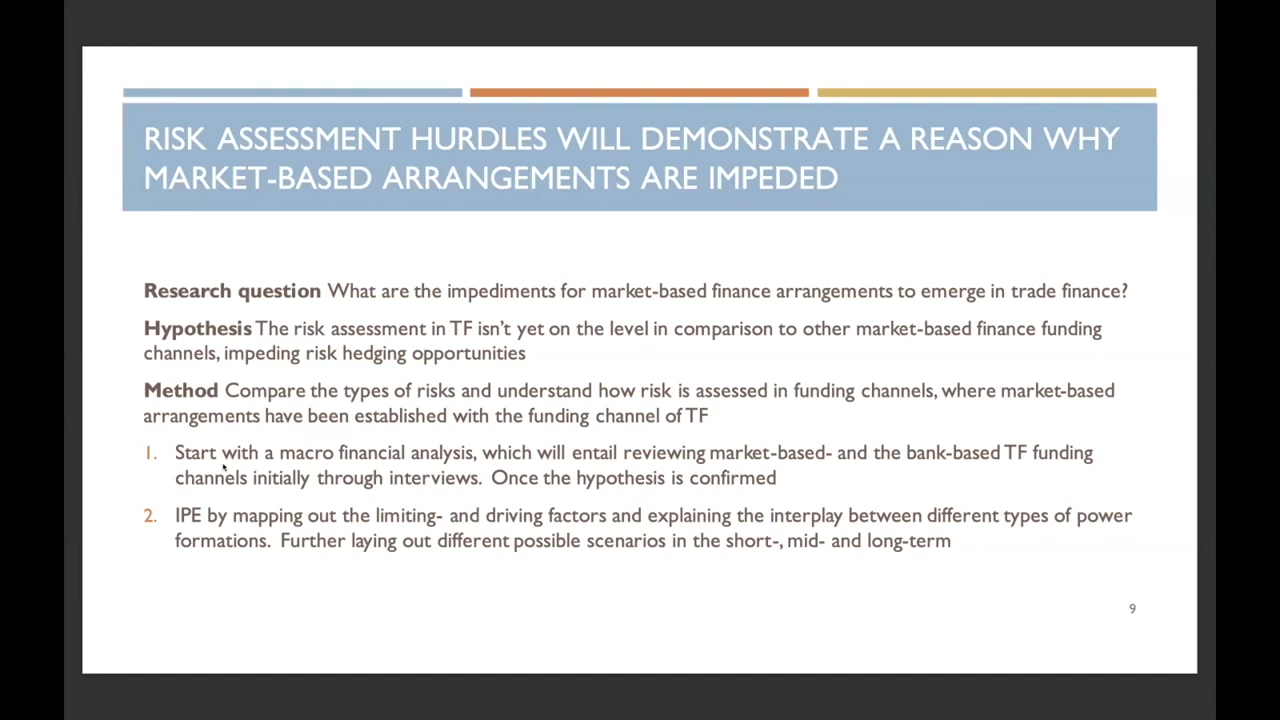 RISK ASSESSMENT HURDLES WILL DEMONSTRATE A REASON WHY
MARKET-BASED ARRANGEMENTS ARE IMPEDED
Research question What are the impediments for market-based finance arrangements to emerge in trade finance?
Hypothesis The risk assessment in TF isn't yet on the level in comparison to other market-based finance funding
channels, impeding risk hedging opportunities
Method Compare the types of risks and understand how risk is assessed in funding channels, where market-based
arrangements have been established with the funding channel of TF
1. Start with a macro financial analysis, which will entail reviewing market-based- and the bank-based TF funding
channels initially through interviews. Once the hypothesis is confirmed
2. IPE by mapping out the limiting- and driving factors and explaining the interplay between different types of power
formations. Further laying out different possible scenarios in the short-, mid- and long-term
9